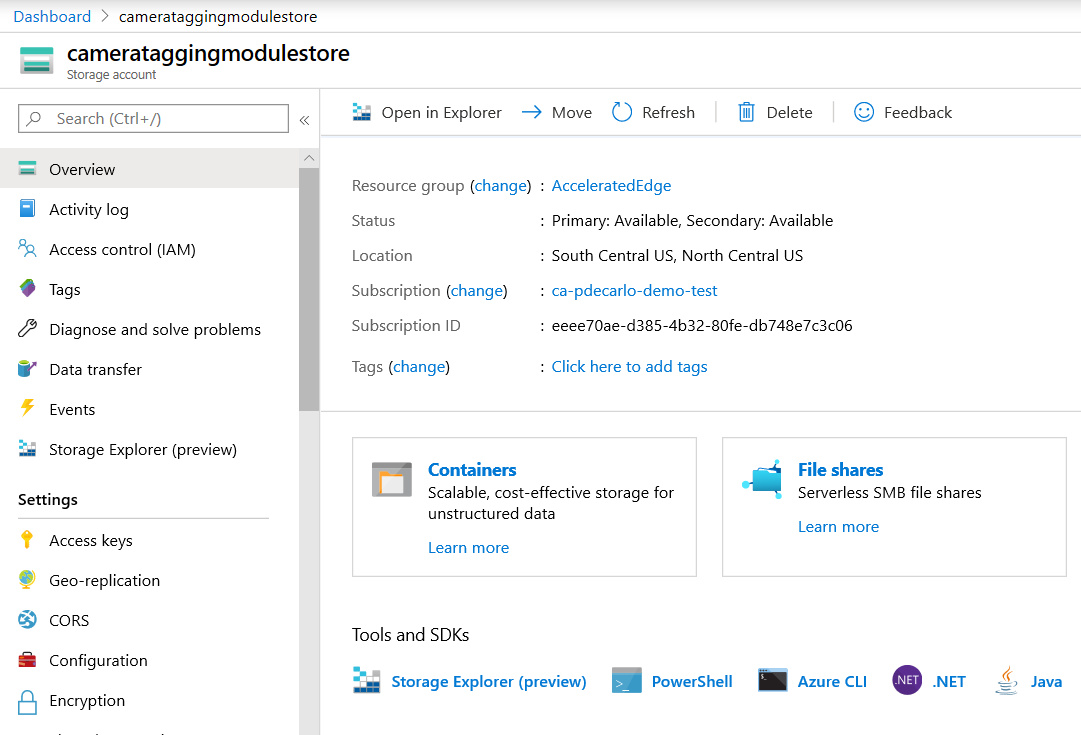 Dashboard > camerataggingmodulestore
camerataggingmodulestore
Storage account
Search (Ctrl+/)
«
Overview
Activity log
Access control (IAM)
Tags
Diagnose and solve problems
Data transfer
Events
Storage Explorer (preview)
Settings
Access keys
Geo-replication
CORS
Configuration
Encryption
Open in Explorer Move Refresh Delete Feedback
Resource group (change) : AcceleratedEdge
Status : Primary: Available, Secondary: Available
Location : South Central US, North Central US
Subscription (change) : ca-pdecarlo-demo-test
Subscription ID : eeee70ae-d385-4b32-80fe-db748e7c3c06
Tags (change) : Click here to add tags
Containers
Scalable, cost-effective storage for
unstructured data
Learn more
File shares
Serverless SMB file shares
Learn more
Tools and SDKs
Storage Explorer (preview) PowerShell Azure CLI .NET .NET Java